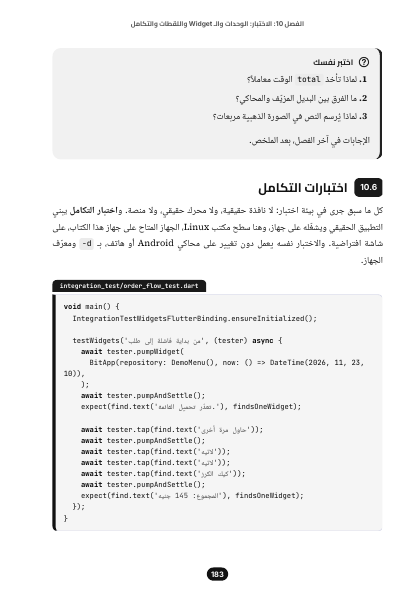 الفصل 10: الاختبار: الوحدات والـ Widget واللقطات والتكامل
اختبر نفسك
1. لماذا تأخذ total الوقت معاملاً؟
2. ما الفرق بين البديل المزيّف والمحاكي؟
3. لماذا يُرسم النص في الصورة الذهبية مربعات؟
الإجابات في آخر الفصل، بعد الملخص.
10.6 اختبارات التكامل
كل ما سبق جرى في بيئة اختبار: لا نافذة حقيقية، ولا محرك حقيقي، ولا منصة. واختبار التكامل يبني
التطبيق الحقيقي ويشغّله على جهاز، وهنا سطح مكتب Linux، الجهاز المتاح على جهاز هذا الكتاب، على
شاشة افتراضية. والاختبار نفسه يعمل دون تغيير على محاكي Android أو هاتف، بـ -d ومعرّف
الجهاز.
integration_test/order_flow_test.dart
void main() {
IntegrationTestWidgetsFlutterBinding.ensureInitialized();
testWidgets('من بداية فاشلة إلى طلب', (tester) async {
await tester.pumpWidget(
BitApp(repository: DemoMenu(), now: () => DateTime(2026, 11, 23,
10)),
);
await tester.pumpAndSettle();
expect(find.text('تعذّر تحميل القائمة.'), findsOneWidget);
await tester.tap(find.text('حاول مرة أخرى'));
await tester.pumpAndSettle();
await tester.tap(find.text('لاتيه'));
await tester.tap(find.text('لاتيه'));
await tester.tap(find.text('كيك الكرز'));
await tester.pumpAndSettle();
expect(find.text('المجموع: 145 جنيه'), findsOneWidget);
});
}
183